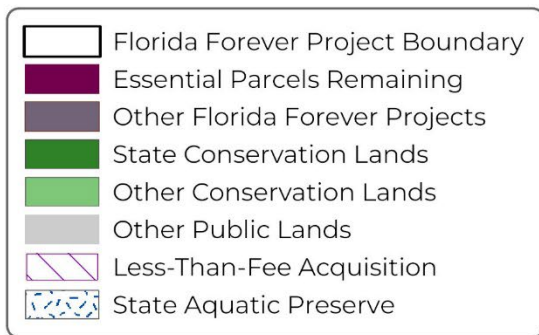 Florida Forever Project Boundary
Essential Parcels Remaining
Other Florida Forever Projects
State Conservation Lands
Other Conservation Lands
Other Public Lands
Less-Than-Fee Acquisition
State Aquatic Preserve